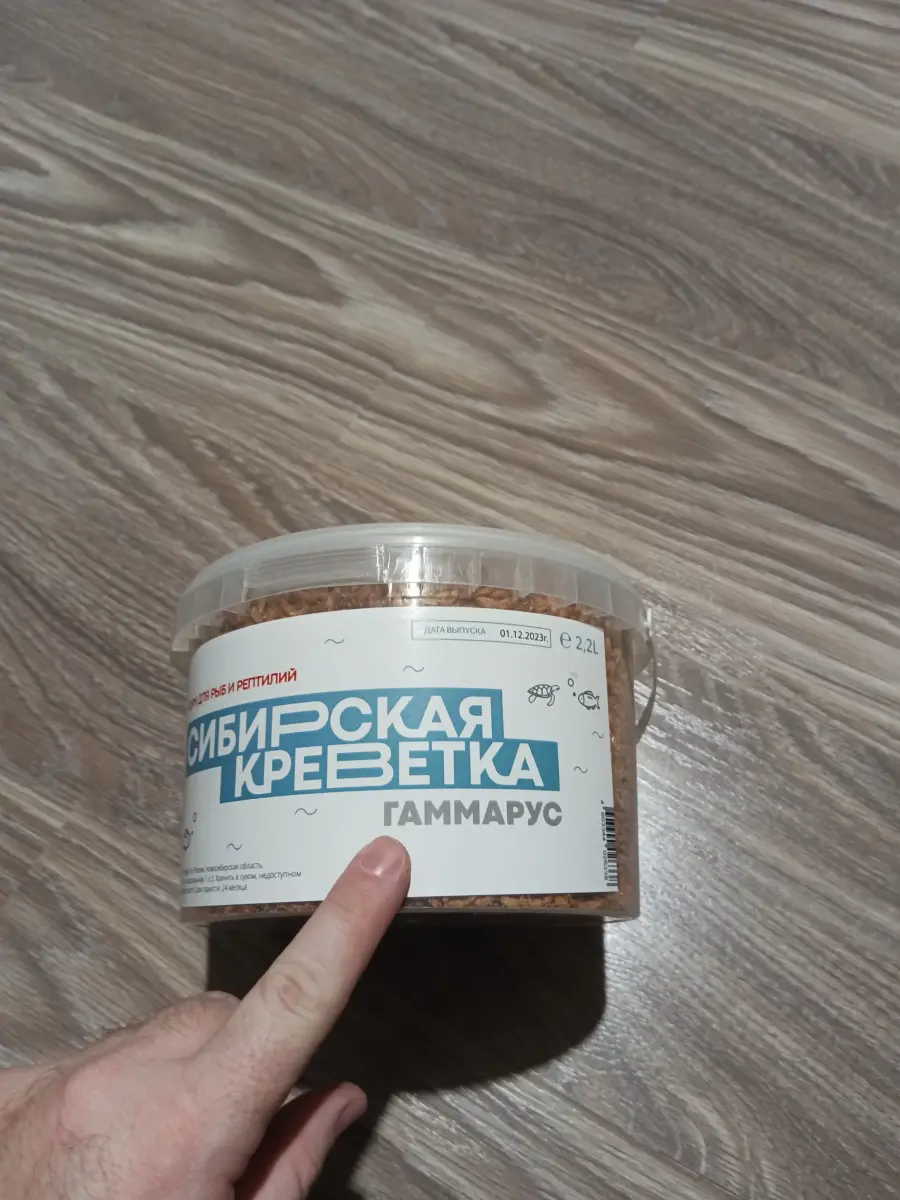 ДАТА ВЫПУСКА 01.12.2023г. e 2,2L
ДЛЯ РЫБ И РЕПТИЛИЙ
СИБИРСКАЯ
КРЕВЕТКА
ГАММАРУС
Новосибирская область,
Хранить в сухом, недоступном
годности: 24 месяца